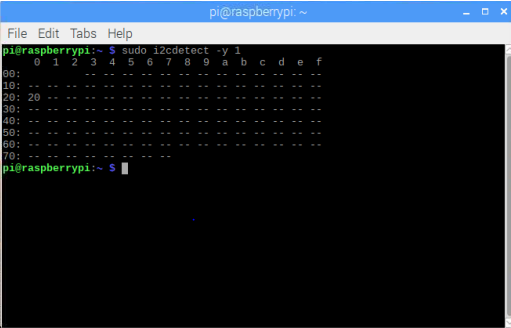 pi@raspberrypi: ~
File Edit Tabs Help
pi@raspberrypi:~ $ sudo i2cdetect -y 1
     0  1  2  3  4  5  6  7  8  9  a  b  c  d  e  f
00:          -- -- -- -- -- -- -- -- -- -- -- -- --
10: -- -- -- -- -- -- -- -- -- -- -- -- -- -- -- --
20: 20 -- -- -- -- -- -- -- -- -- -- -- -- -- -- --
30: -- -- -- -- -- -- -- -- -- -- -- -- -- -- -- --
40: -- -- -- -- -- -- -- -- -- -- -- -- -- -- -- --
50: -- -- -- -- -- -- -- -- -- -- -- -- -- -- -- --
60: -- -- -- -- -- -- -- -- -- -- -- -- -- -- -- --
70: -- -- -- -- -- -- -- --
pi@raspberrypi:~ $